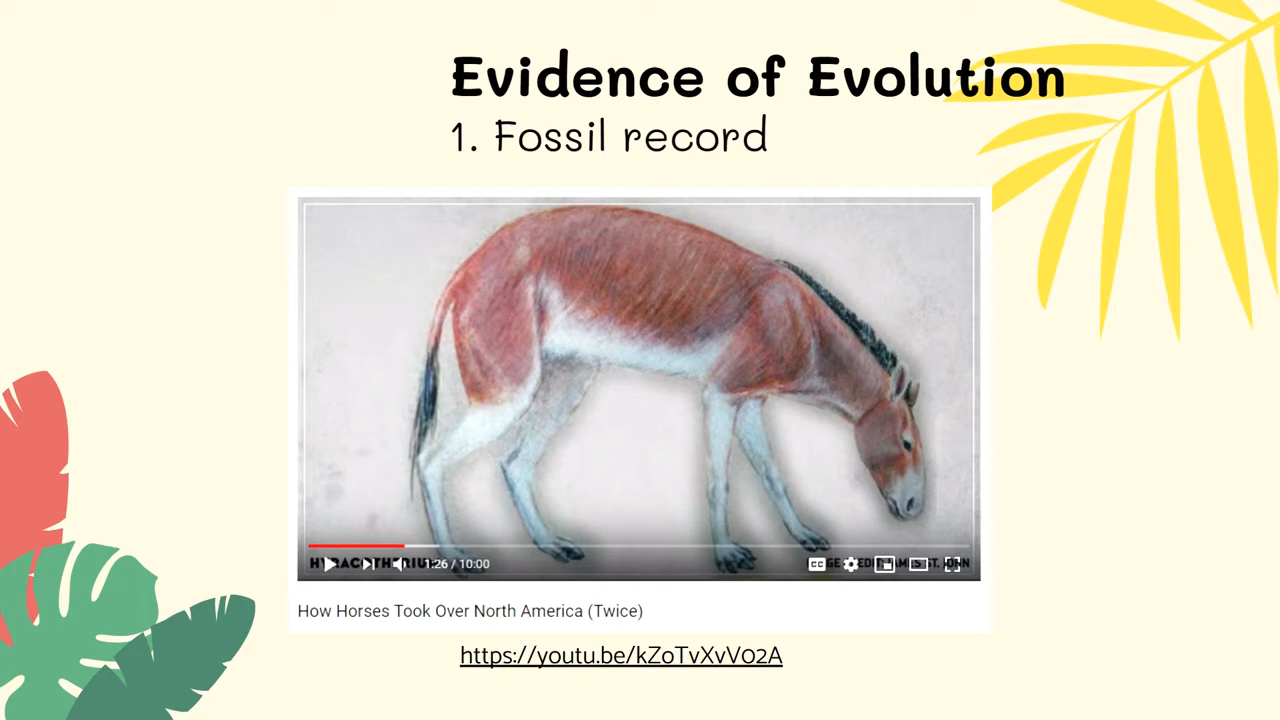 Evidence of Evolution
1. Fossil record
1:26 / 10:00
CC
How Horses Took Over North America (Twice)
https://youtu.be/kZoTvXvVo2A